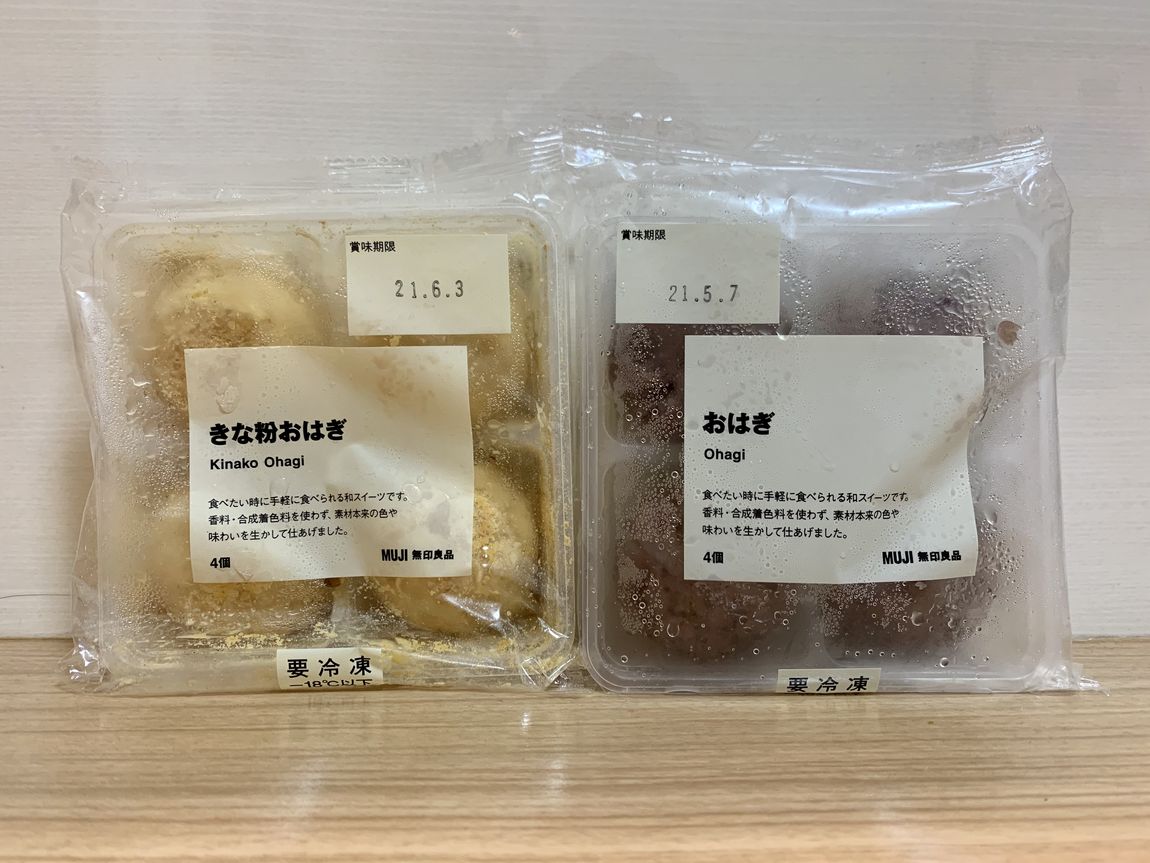 賞味期限
21.6.3
きな粉おはぎ
Kinako Ohagi
食べたい時に手軽に食べられる和スイーツです。
香料・合成着色料を使わず、素材本来の色や
味わいを生かして仕あげました。
4個
MUJI 無印良品
要冷凍
−18℃以下
賞味期限
21.5.7
おはぎ
Ohagi
食べたい時に手軽に食べられる和スイーツです。
香料・合成着色料を使わず、素材本来の色や
味わいを生かして仕あげました。
4個
MUJI 無印良品
要冷凍